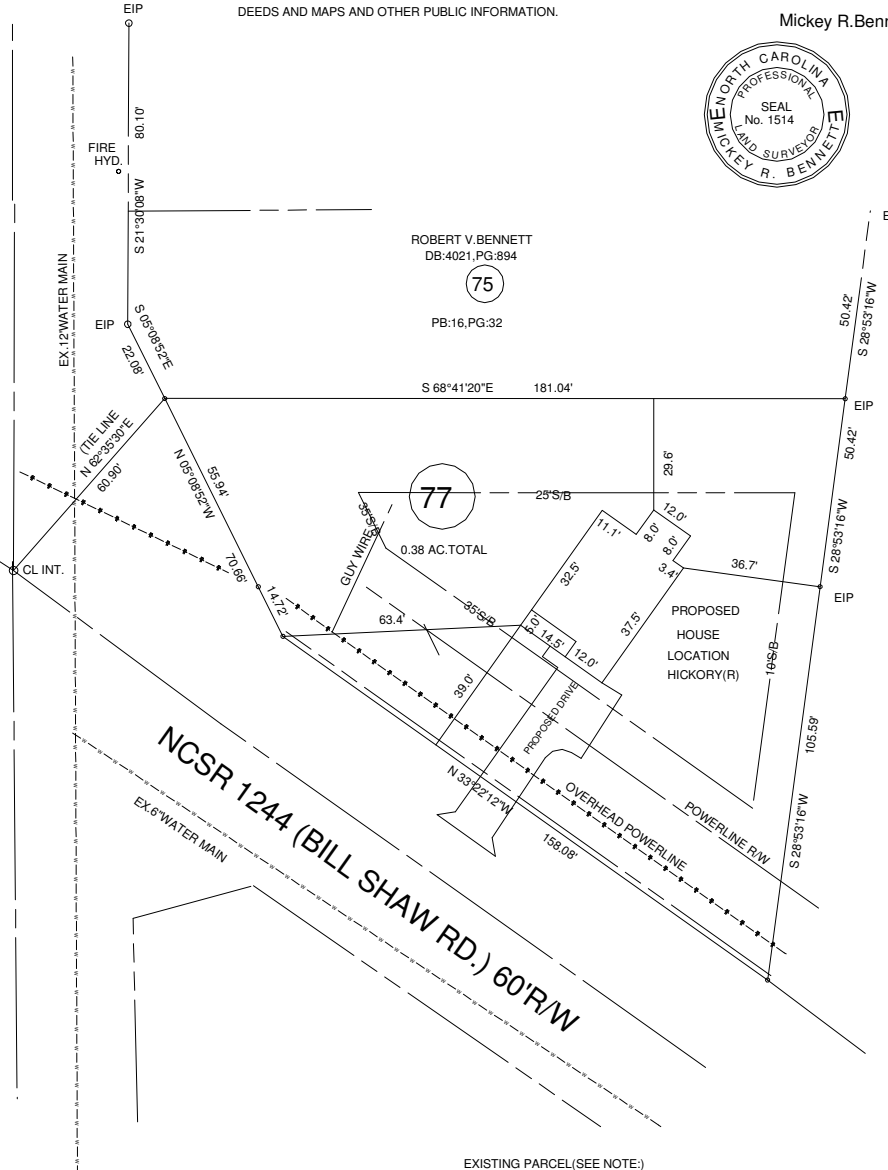 EIP
DEEDS AND MAPS AND OTHER PUBLIC INFORMATION.
NORTH CAROLINA
PROFESSIONAL
SEAL
No. 1514
LAND SURVEYOR
MICKEY R. BENNETT
80.10'
FIRE
HYD.
S 21°30'08"W
EX.12"WATER MAIN
ROBERT V.BENNETT
DB:4021,PG:894
75
PB:16,PG:32
EIP
S 05°08'52"E
22.08'
50.42'
S 28°53'16"W
S 68°41'20"E 181.04'
EIP
(TIE LINE
N 62°35'30"E
60.90'
55.94'
N 05°08'52"W
70.66'
14.72'
CL INT.
77
25'S/B
35'S/B
GUY WIRE
0.38 AC.TOTAL
29.6'
12.0'
11.1'
8.0'
8.0'
3.4'
32.5'
36.7'
50.42'
S 28°53'16"W
EIP
63.4'
35'S/B
5.0'
14.5'
12.0'
37.5'
PROPOSED
HOUSE
LOCATION
HICKORY(R)
10'S/B
39.0'
PROPOSED DRIVE
N 33°22'12"W
158.08'
OVERHEAD POWERLINE
POWERLINE R/W
105.59'
S 28°53'16"W
NCSR 1244 (BILL SHAW RD.) 60'R/W
EX.6"WATER MAIN
EXISTING PARCEL(SEE NOTE:)